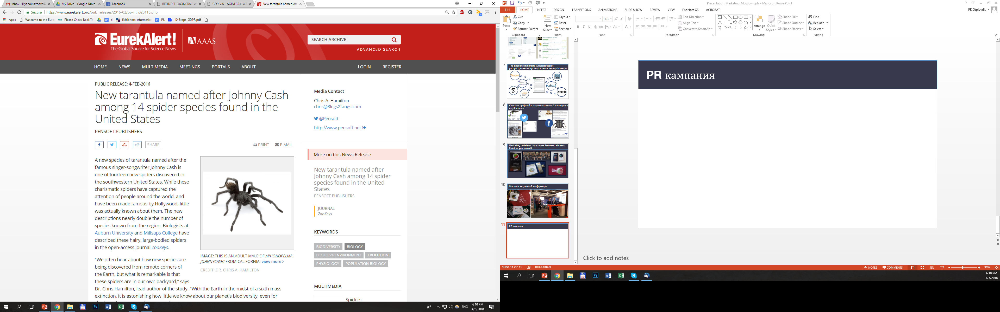 Inbox - iliyanakuzmova@
My Drive - Google Drive
Facebook
REFINDIT - AGINFRA+ W
GEO VIS - AGINFRA+ Wi
New tarantula named aft
Secure
https://www.eurekalert.org/pub_releases/2016-02/pp-ntn020116.php
Apps
Welcome to the Euro
Please Check Back To
d
Exhibitors Informatio
PS
10_Steps_GDPR.pdf
EurekAlert!
The Global Source for Science News
AAAS
SEARCH ARCHIVE
ADVANCED SEARCH
HOME NEWS MULTIMEDIA MEETINGS PORTALS ABOUT LOGIN REGISTER
PUBLIC RELEASE: 4-FEB-2016
New tarantula named after Johnny Cash
among 14 spider species found in the
United States
PENSOFT PUBLISHERS
SHARE
PRINT
E-MAIL
A new species of tarantula named after the
famous singer-songwriter Johnny Cash is
one of fourteen new spiders discovered in
the southwestern United States. While these
charismatic spiders have captured the
attention of people around the world, and
have been made famous by Hollywood, little
was actually known about them. The new
descriptions nearly double the number of
species known from the region. Biologists at
Auburn University and Millsaps College have
described these hairy, large-bodied spiders
in the open-access journal ZooKeys.
IMAGE: THIS IS AN ADULT MALE OF APHONOPELMA
JOHNNYCASHI FROM CALIFORNIA. view more >
CREDIT: DR. CHRIS A. HAMILTON
"We often hear about how new species are
being discovered from remote corners of
the Earth, but what is remarkable is that
these spiders are in our own backyard," says
Dr. Chris Hamilton, lead author of the study. "With the Earth in the midst of a sixth mass
extinction, it is astonishing how little we know about our planet's biodiversity, even for
Media Contact
Chris A. Hamilton
chris@8legs2fangs.com
@Pensoft
http://www.pensoft.net
More on this News Release
New tarantula named after
Johnny Cash among 14 spider
species found in the United
States
PENSOFT PUBLISHERS
JOURNAL
ZooKeys
KEYWORDS
BIODIVERSITY BIOLOGY
ECOLOGY/ENVIRONMENT EVOLUTION
PHYSIOLOGY POPULATION BIOLOGY
MULTIMEDIA
Spiders
ENG
6:10 PM
4/5/2018
Presentation_Marketing_Moscow.pptx - Microsoft PowerPoint
FILE HOME INSERT DESIGN TRANSITIONS ANIMATIONS SLIDE SHOW REVIEW VIEW EndNote X8 ACROBAT
PR Otplovdiv
Paste
Cut
Copy
Format Painter
Clipboard
New
Slide
Layout
Reset
Section
Slides
11.3
Font
Text Direction
Align Text
Convert to SmartArt
Paragraph
Arrange
Quick
Styles
Shape Fill
Shape Outline
Shape Effects
Drawing
Find
Replace
Select
Editing
7
The absolute minimum: Автоматическое
распространение и архивирование в день публикации
Scopus
zenodo
8
Создание профилей в социальных сетях & оповещения
о публикации
9
Marketing collateral: brochures, banners, stickers,
T-shirts, you name it
10
Участие в актуальной конференции
11
PR кампания
PR кампания
Click to add notes
SLIDE 11 OF 11
BULGARIAN
NOTES
COMMENTS
90%
6:10 PM
4/5/2018